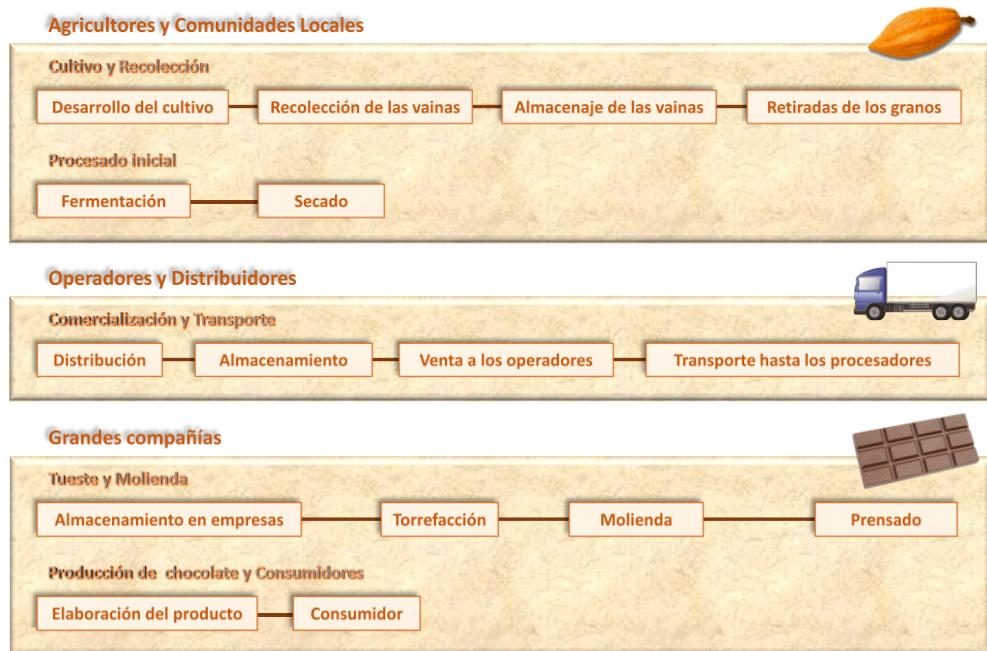 Agricultores y Comunidades Locales
Cultivo y Recolección
Desarrollo del cultivo
Recolección de las vainas
Almacenaje de las vainas
Retiradas de los granos
Procesado inicial
Fermentación
Secado
Operadores y Distribuidores
Comercialización y Transporte
Distribución
Almacenamiento
Venta a los operadores
Transporte hasta los procesadores
Grandes compañías
Tueste y Molienda
Almacenamiento en empresas
Torrefacción
Molienda
Prensado
Producción de chocolate y Consumidores
Elaboración del producto
Consumidor